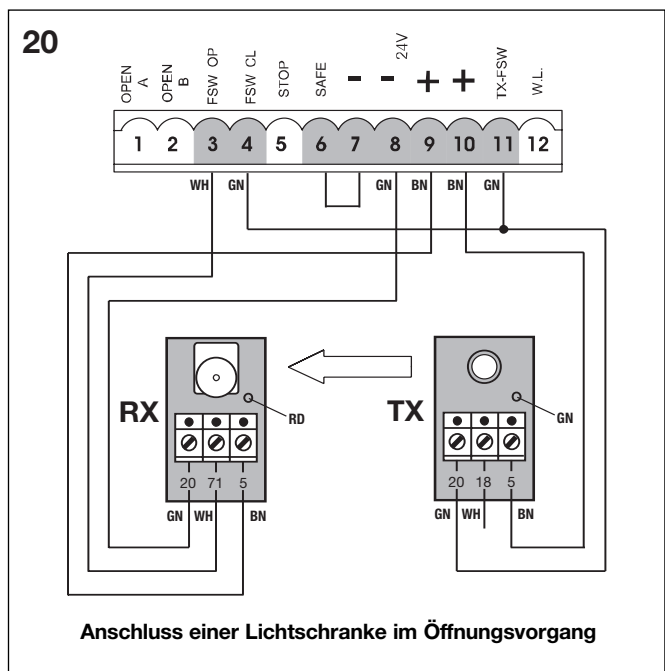 20
OPEN A
OPEN B
FSW OP
FSW CL
STOP
SAFE
-
-
24V
+
+
TX-FSW
W.L.
1 2 3 4 5 6 7 8 9 10 11 12
WH GN GN BN BN GN
RX
RD
TX
GN
20 71 5
20 18 5
GN WH BN
GN WH BN
Anschluss einer Lichtschranke im Öffnungsvorgang